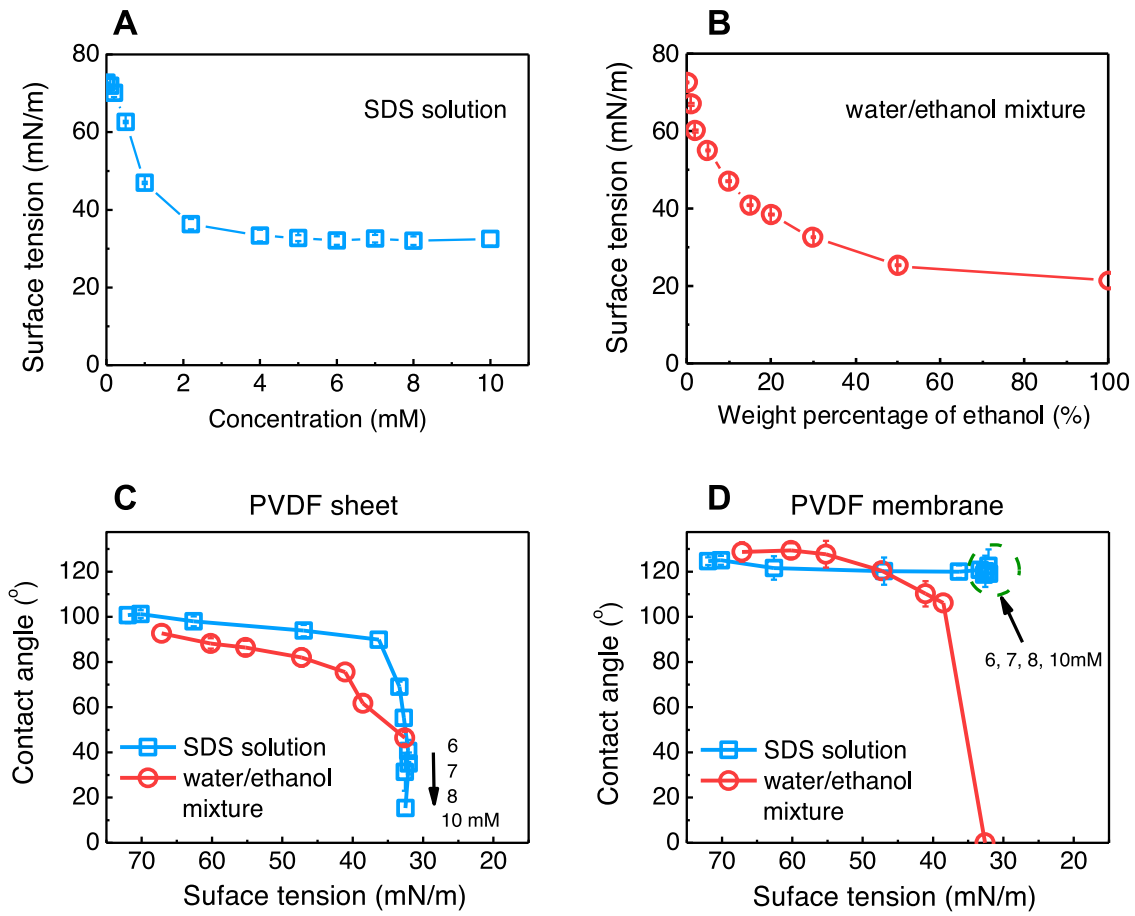 A
80
60
40
20
0
Surface tension (mN/m)
SDS solution
0
2
4
6
8
10
Concentration (mM)
B
80
60
40
20
0
Surface tension (mN/m)
water/ethanol mixture
0
20
40
60
80
100
Weight percentage of ethanol (%)
C
PVDF sheet
120
100
80
60
40
20
0
Contact angle (°)
SDS solution
water/ethanol
mixture
6
7
8
10 mM
70
60
50
40
30
20
Suface tension (mN/m)
D
PVDF membrane
120
100
80
60
40
20
0
Contact angle (°)
6, 7, 8, 10mM
SDS solution
water/ethanol
mixture
70
60
50
40
30
20
Suface tension (mN/m)